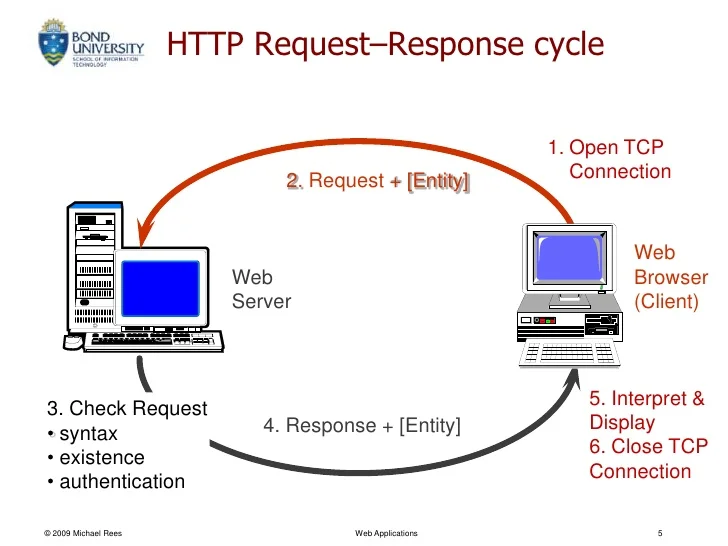 BOND
UNIVERSITY
SCHOOL OF INFORMATION
TECHNOLOGY
HTTP Request–Response cycle
1. Open TCP
Connection
2. Request + [Entity]
Web
Server
Web
Browser
(Client)
3. Check Request
• syntax
• existence
• authentication
4. Response + [Entity]
5. Interpret &
Display
6. Close TCP
Connection
© 2009 Michael Rees
Web Applications
5